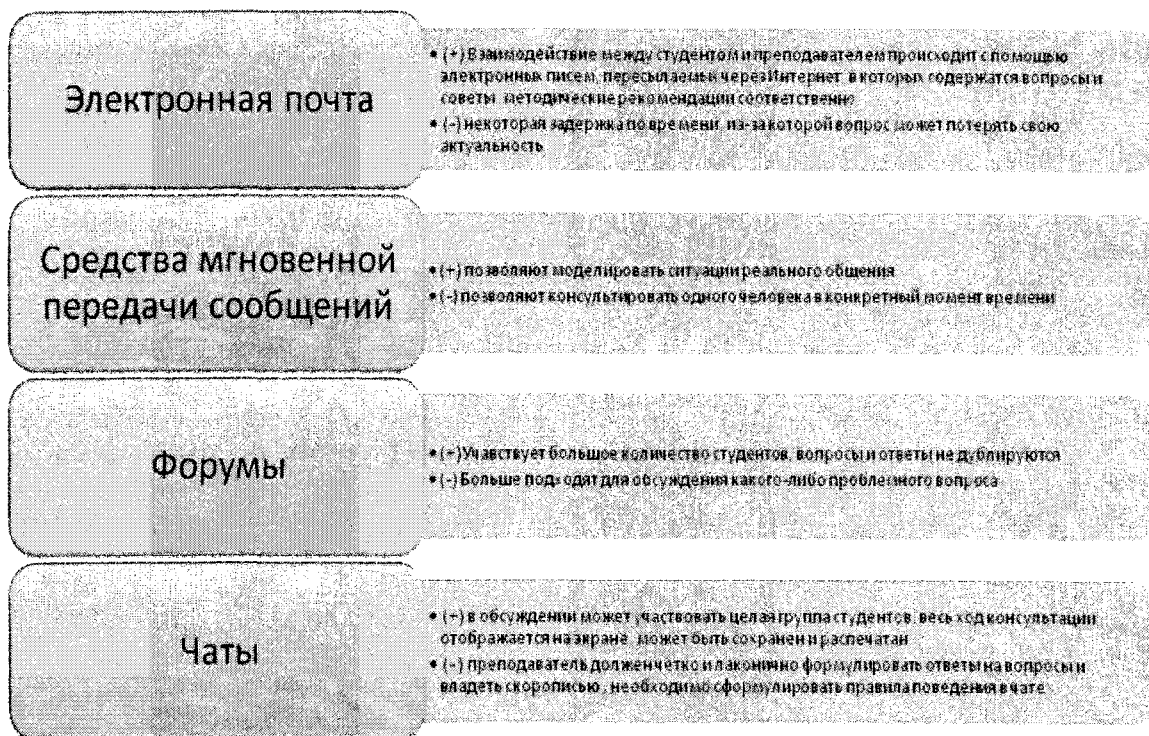 Электронная почта
• (+) Взаимодействие между студентом и преподавателем происходит с помощью
электронных писем, пересылаемых через Интернет, в которых содержатся вопросы и
советы, методические рекомендации соответственно
• (-) некоторая задержка по времени, из-за которой вопрос может потерять свою
актуальность
Средства мгновенной
передачи сообщений
• (+) позволяют моделировать ситуации реального общения
• (-) позволяют консультировать одного человека в конкретный момент времени
Форумы
• (+) Учавствует большое количество студентов, вопросы и ответы не дублируются
• (-) Больше подходят для обсуждения какого-либо проблемного вопроса
Чаты
• (+) в обсуждении может участвовать целая группа студентов, весь ход консультации
отображается на экране, может быть сохранен и распечатан
• (-) преподаватель должен четко и лаконично формулировать ответы на вопросы и
владеть скорописью, необходимо сформулировать правила поведения в чате